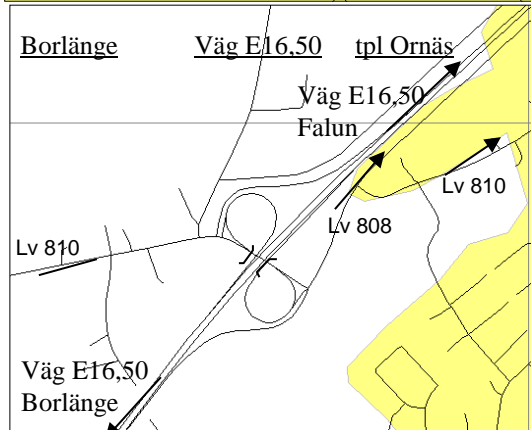 Borlänge Väg E16,50 tpl Ornäs
Väg E16,50
Falun
Lv 810
Lv 808
Lv 810
Väg E16,50
Borlänge